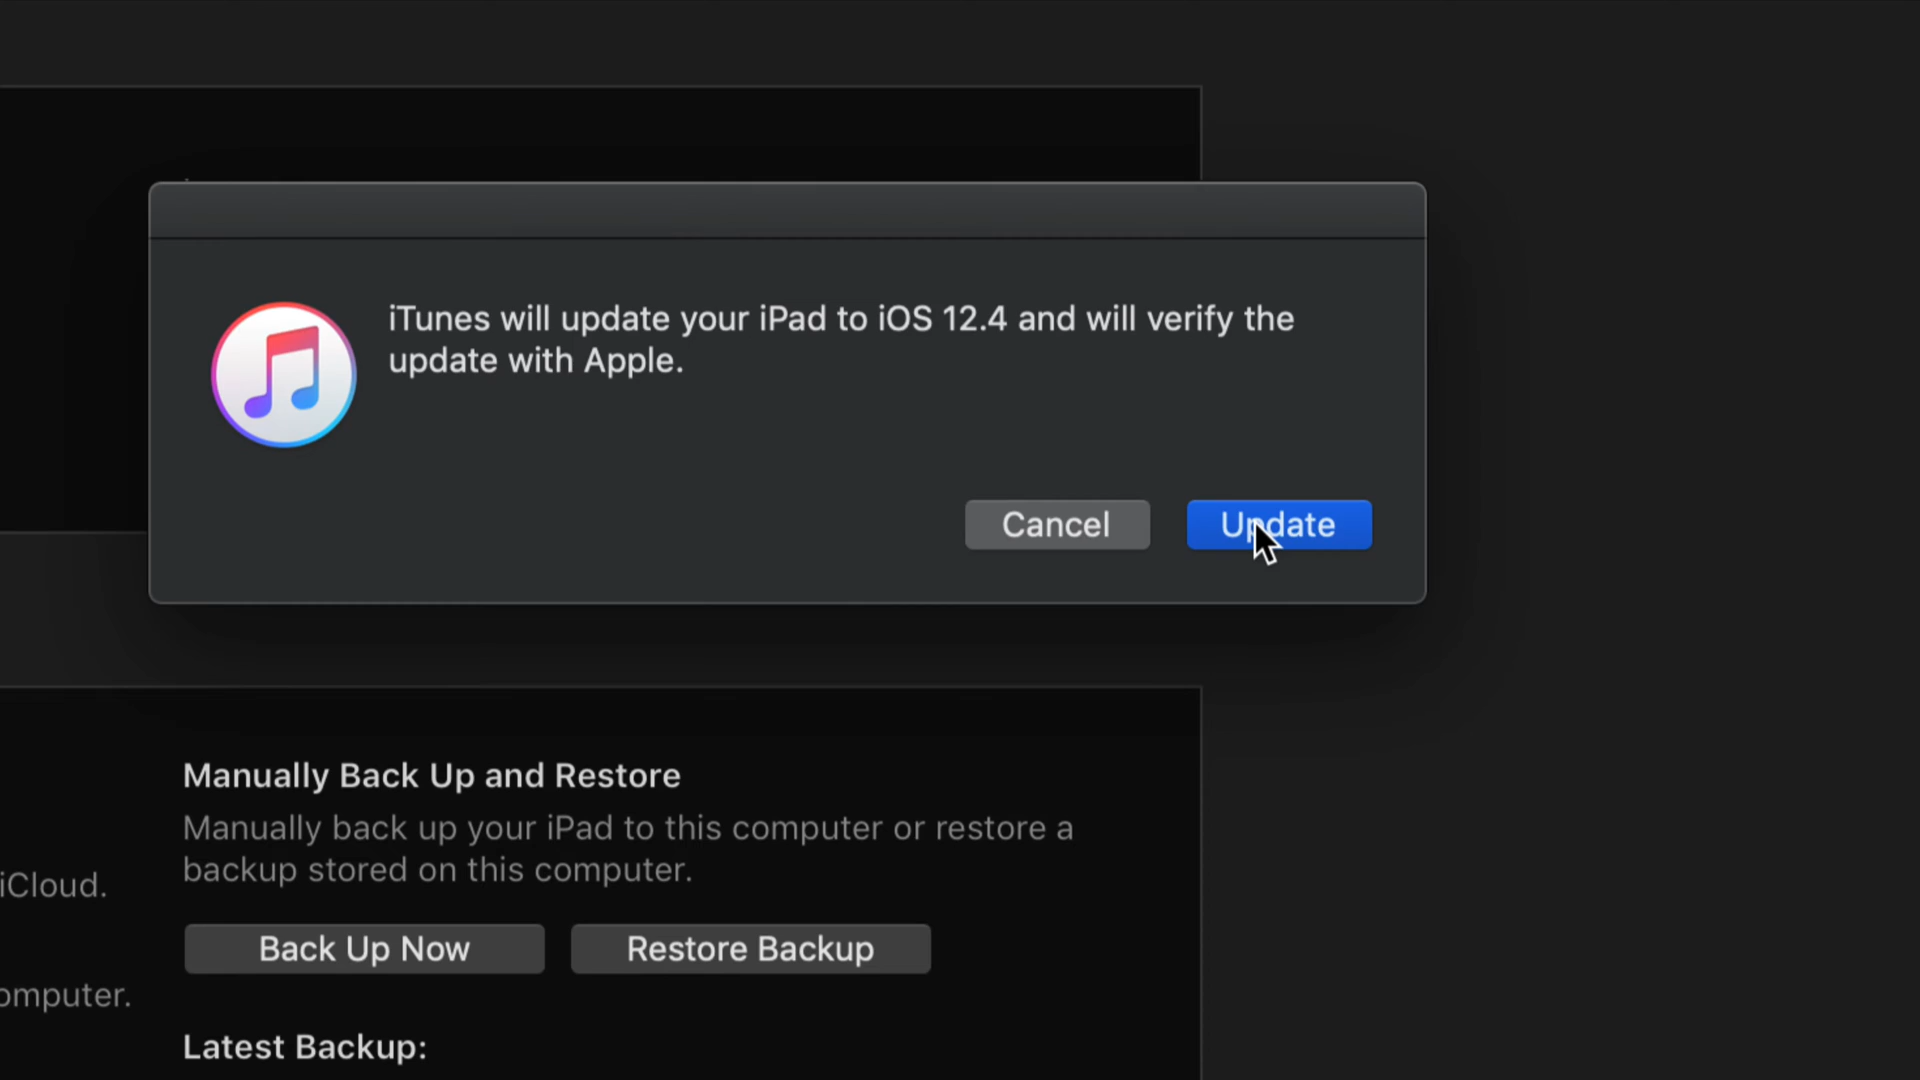 iTunes will update your iPad to iOS 12.4 and will verify the
update with Apple.
Cancel
Update
Manually Back Up and Restore
Manually back up your iPad to this computer or restore a
backup stored on this computer.
iCloud.
Back Up Now
Restore Backup
omputer.
Latest Backup: